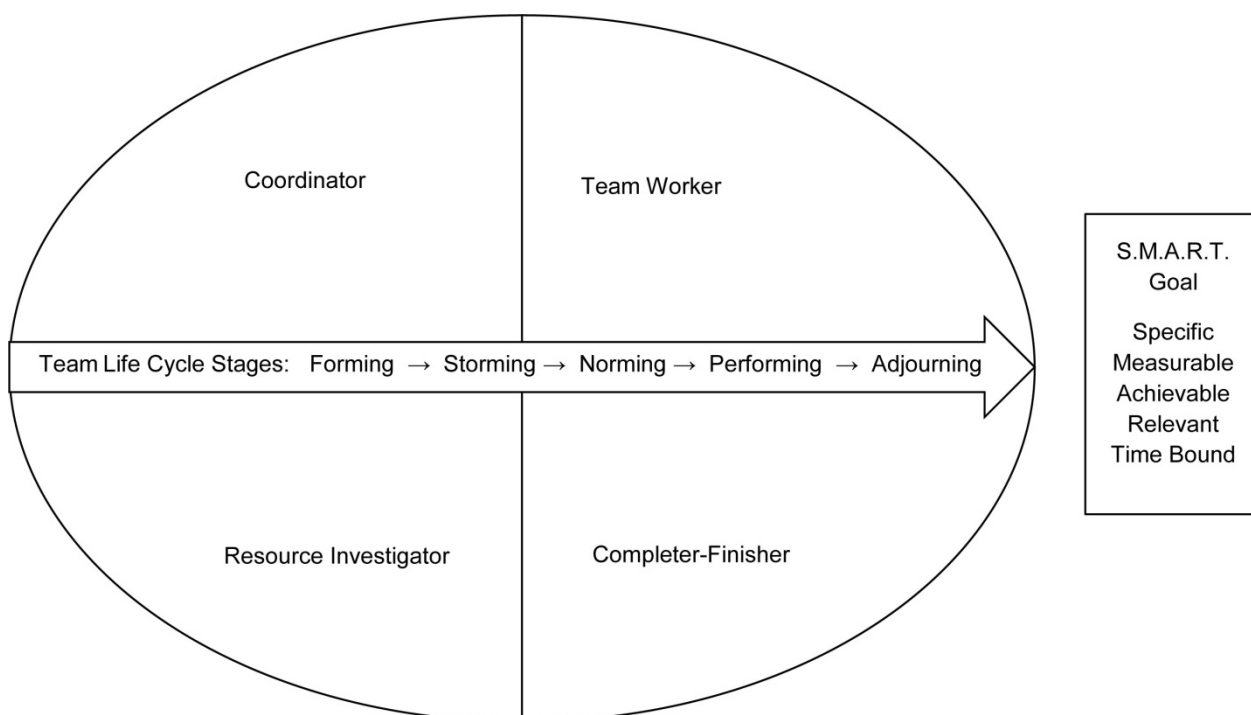 Coordinator
Team Worker
Team Life Cycle Stages: Forming → Storming → Norming → Performing → Adjourning
Resource Investigator
Completer-Finisher
S.M.A.R.T.
Goal
Specific
Measurable
Achievable
Relevant
Time Bound